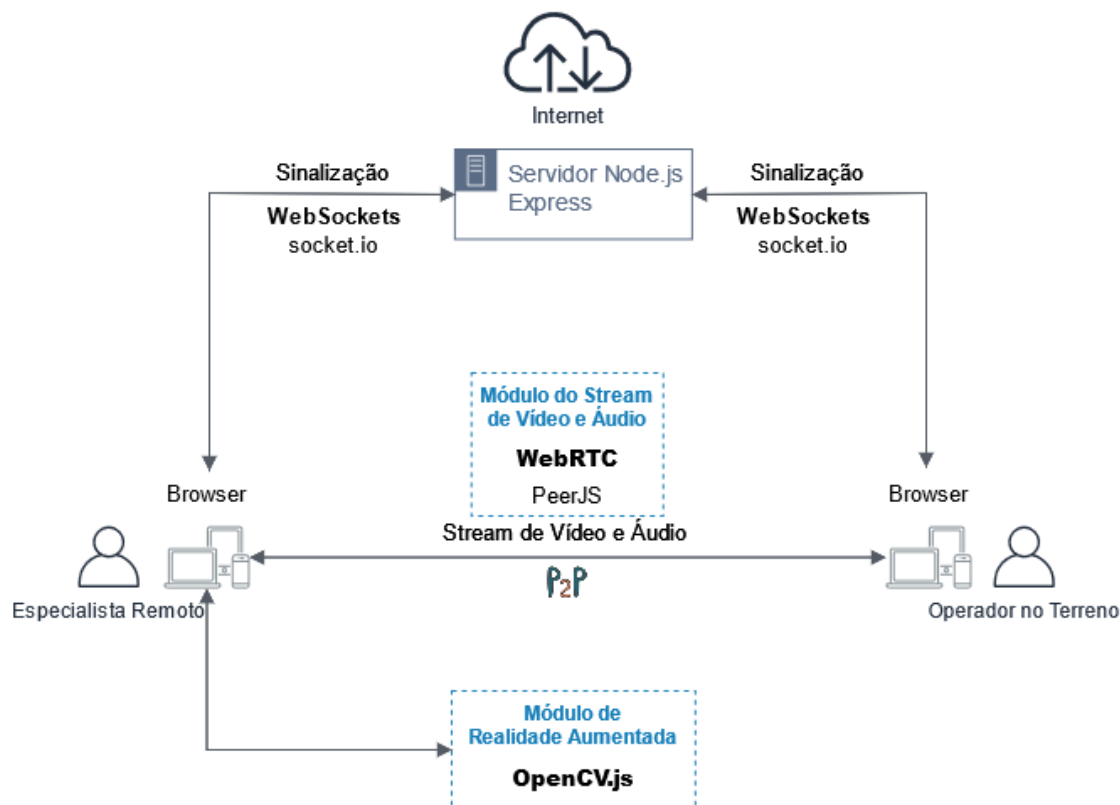 Internet
Sinalização
WebSockets
socket.io
Servidor Node.js
Express
Sinalização
WebSockets
socket.io
Módulo do Stream
de Vídeo e Áudio
WebRTC
PeerJS
Browser
Browser
Stream de Vídeo e Áudio
P2P
Especialista Remoto
Operador no Terreno
Módulo de
Realidade Aumentada
OpenCV.js